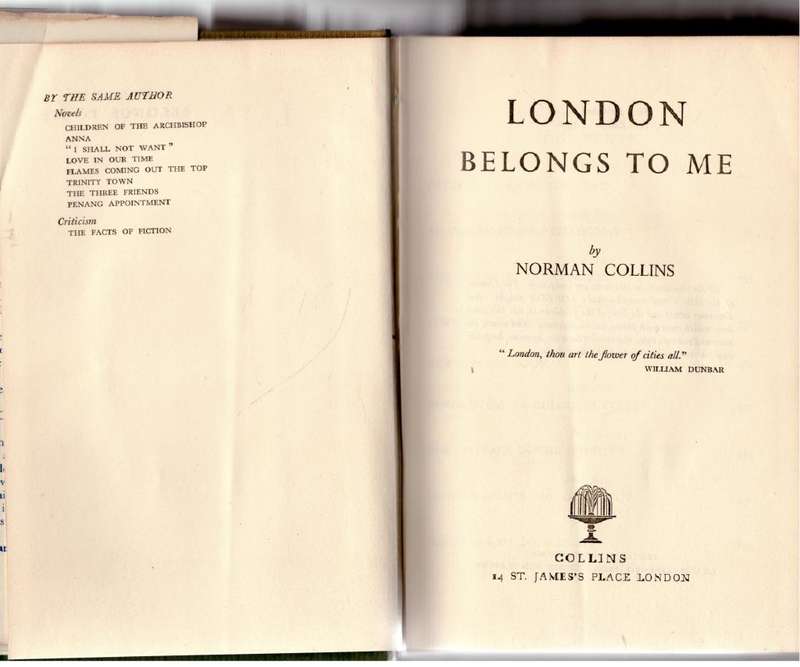 BY THE SAME AUTHOR
Novels
CHILDREN OF THE ARCHBISHOP
ANNA
"I SHALL NOT WANT"
LOVE IN OUR TIME
FLAMES COMING OUT THE TOP
TRINITY TOWN
THE THREE FRIENDS
PENANG APPOINTMENT
Criticism
THE FACTS OF FICTION
LONDON
BELONGS TO ME
by
NORMAN COLLINS
"London, thou art the flower of cities all."
WILLIAM DUNBAR
COLLINS
14 ST. JAMES'S PLACE LONDON